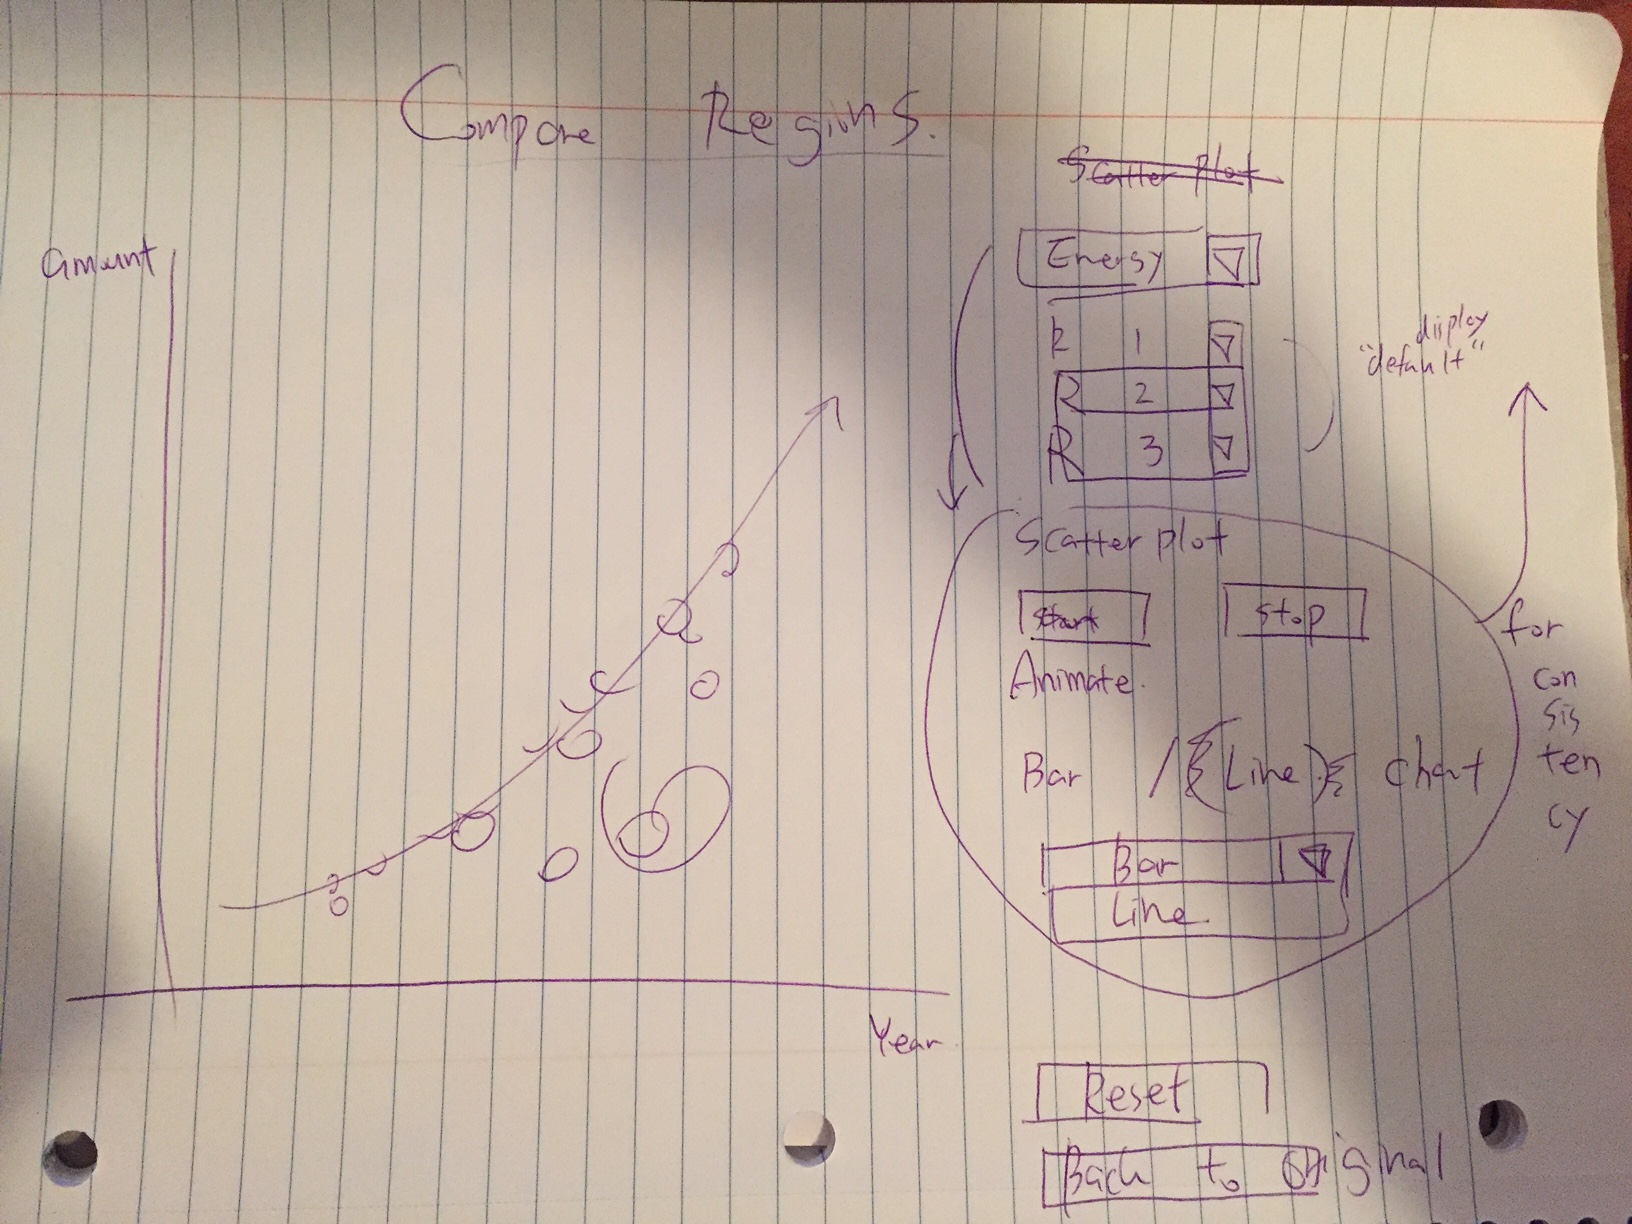 Compare Regions.
Scatter plot
amount
Energy
R 1
R 2
R 3
display
"default"
Scatter plot
Start
Stop
Animate.
Bar / (Line) Chart
Bar
Line
for
con
sis
ten
cy
Year
Reset
Back to Original